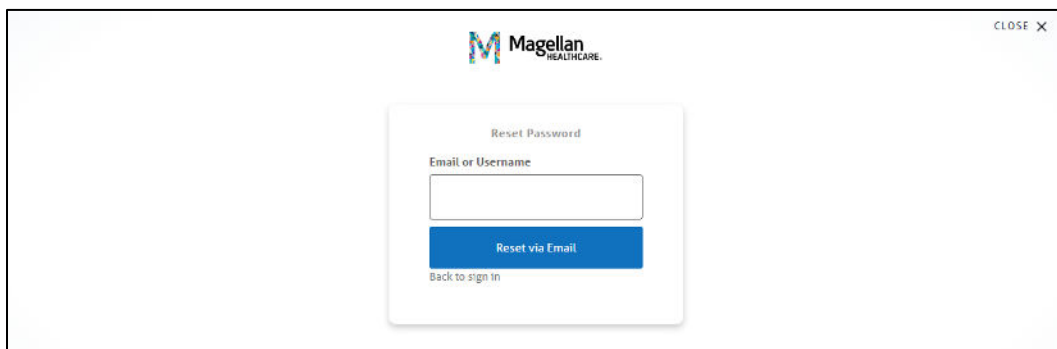 CLOSE X
Magellan
HEALTHCARE.
Reset Password
Email or Username
Reset via Email
Back to sign in